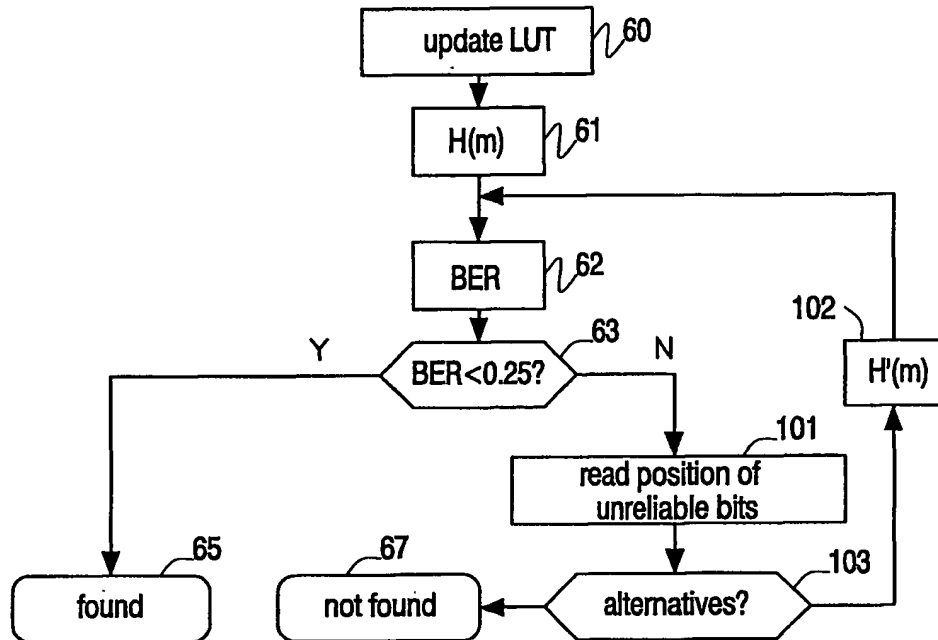 update LUT
60
H(m)
61
BER
62
63
Y
BER<0.25?
N
102
H'(m)
101
read position of
unreliable bits
65
found
67
not found
alternatives?
103